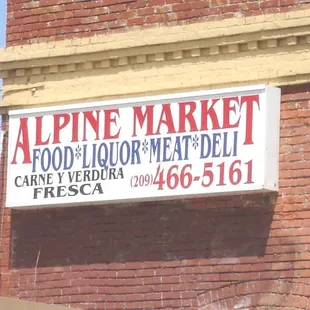 ALPINE MARKET
FOOD*LIQUOR*MEAT*DELI
CARNE Y VERDURA
FRESCA
(209)466-5161